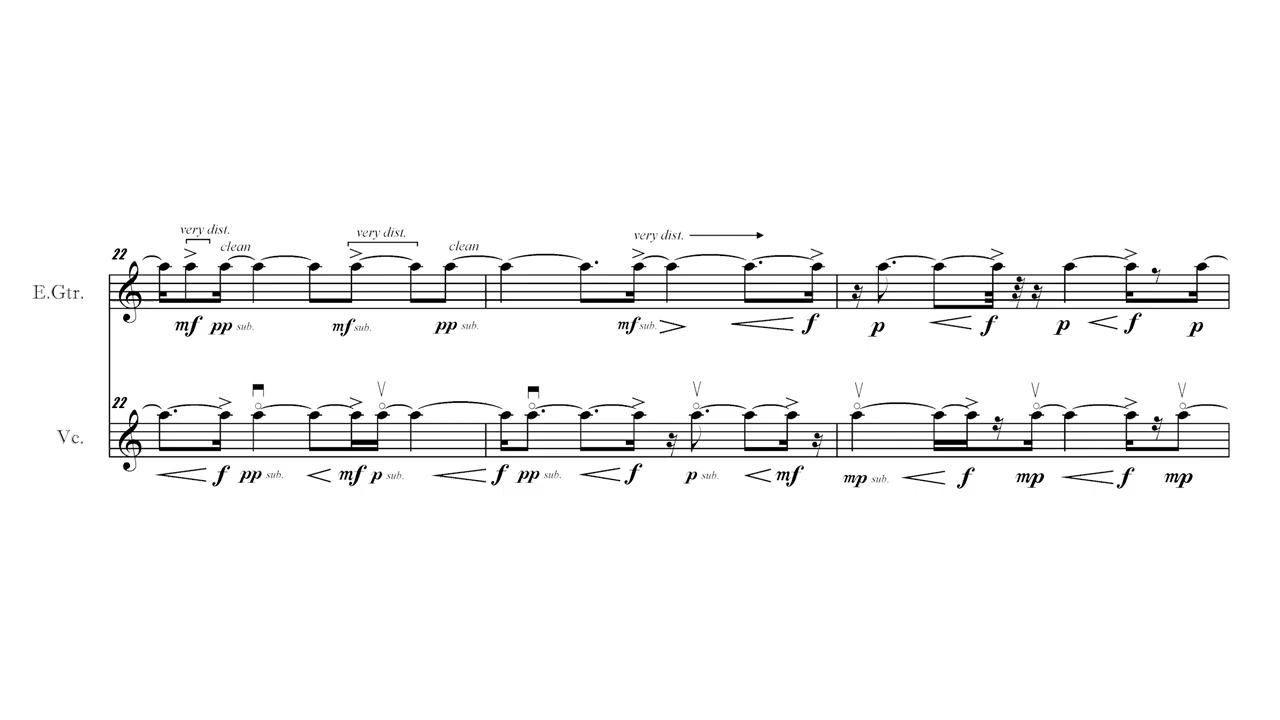 very dist.
very dist.
very dist.
22
clean
clean
E.Gtr.
mf pp sub. mf sub. pp sub. mf sub. f p f p f p
22
Vc.
f pp sub. mf p sub. f pp sub. f p sub. mf mp sub. f mp f mp